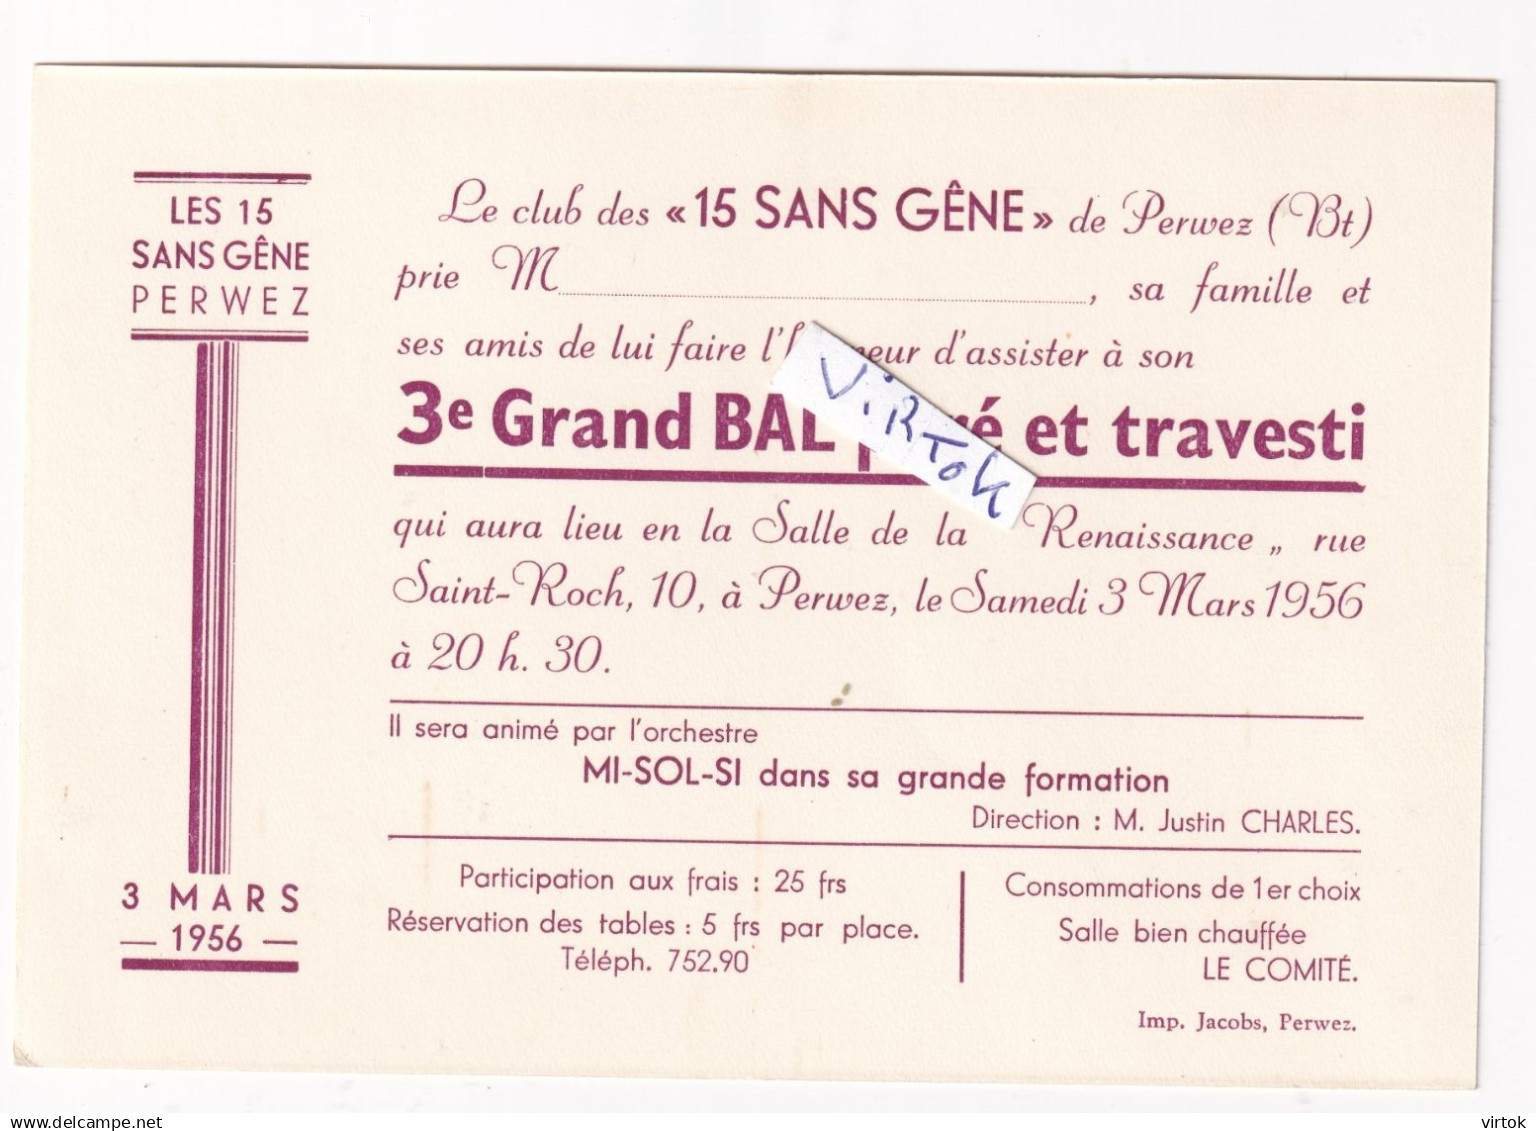 LES 15
SANS GÊNE
PERWEZ
3 MARS
— 1956 —
Le club des « 15 SANS GÊNE » de Perwez (Bt)
prie M, sa famille et
ses amis de lui faire d'assister à son
3e Grand BAL et travesti
VIRTok
qui aura lieu en la Salle de la Renaissance „ rue
Saint-Roch, 10, à Perwez, le Samedi 3 Mars 1956
à 20 h. 30.
Il sera animé par l'orchestre
MI-SOL-SI dans sa grande formation
Direction : M. Justin CHARLES.
Participation aux frais : 25 frs
Réservation des tables : 5 frs par place.
Téléph. 752.90
Consommations de 1er choix
Salle bien chauffée
LE COMITÉ.
Imp. Jacobs, Perwez.
virtok